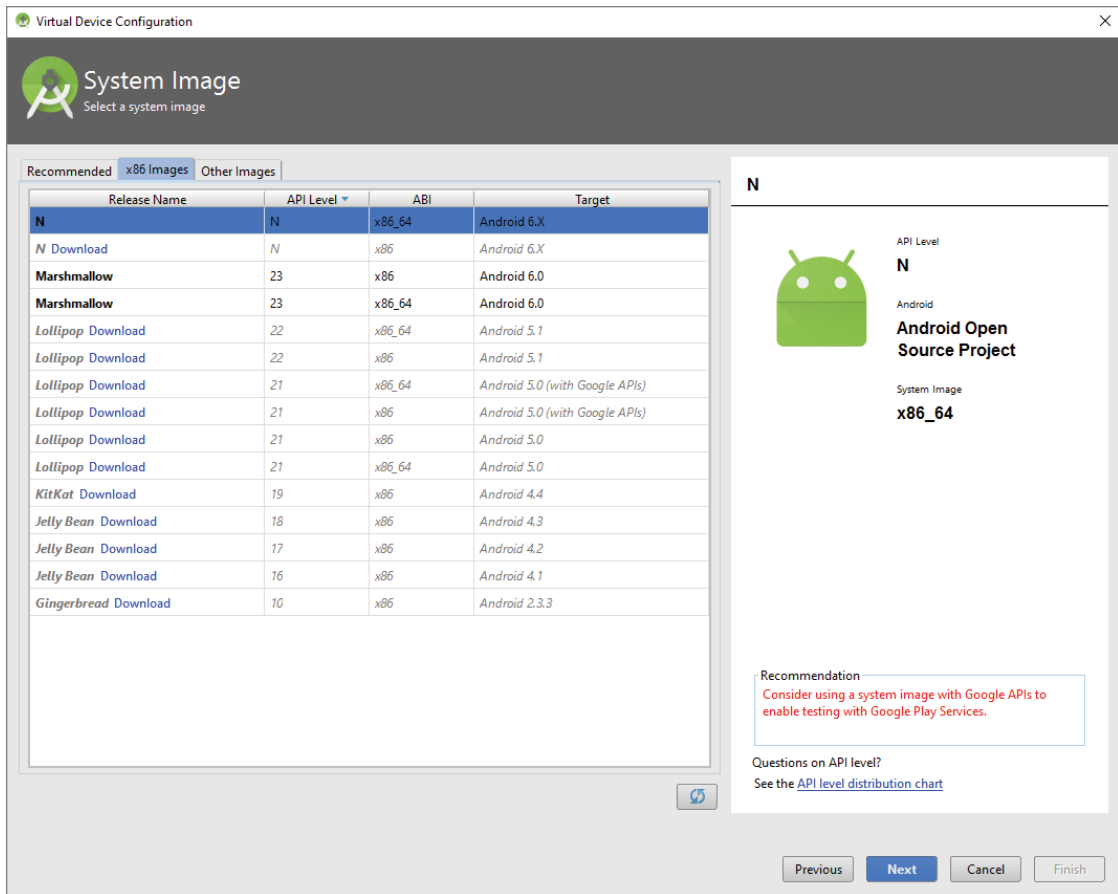 Virtual Device Configuration
System Image
Select a system image
Recommended x86 Images Other Images
Release Name API Level ABI Target
N N x86_64 Android 6.X
N Download N x86 Android 6.X
Marshmallow 23 x86 Android 6.0
Marshmallow 23 x86_64 Android 6.0
Lollipop Download 22 x86_64 Android 5.1
Lollipop Download 22 x86 Android 5.1
Lollipop Download 21 x86_64 Android 5.0 (with Google APIs)
Lollipop Download 21 x86 Android 5.0 (with Google APIs)
Lollipop Download 21 x86 Android 5.0
Lollipop Download 21 x86_64 Android 5.0
KitKat Download 19 x86 Android 4.4
Jelly Bean Download 18 x86 Android 4.3
Jelly Bean Download 17 x86 Android 4.2
Jelly Bean Download 16 x86 Android 4.1
Gingerbread Download 10 x86 Android 2.3.3
N
API Level
N
Android
Android Open
Source Project
System Image
x86_64
Recommendation
Consider using a system image with Google APIs to
enable testing with Google Play Services.
Questions on API level?
See the API level distribution chart
Previous Next Cancel Finish